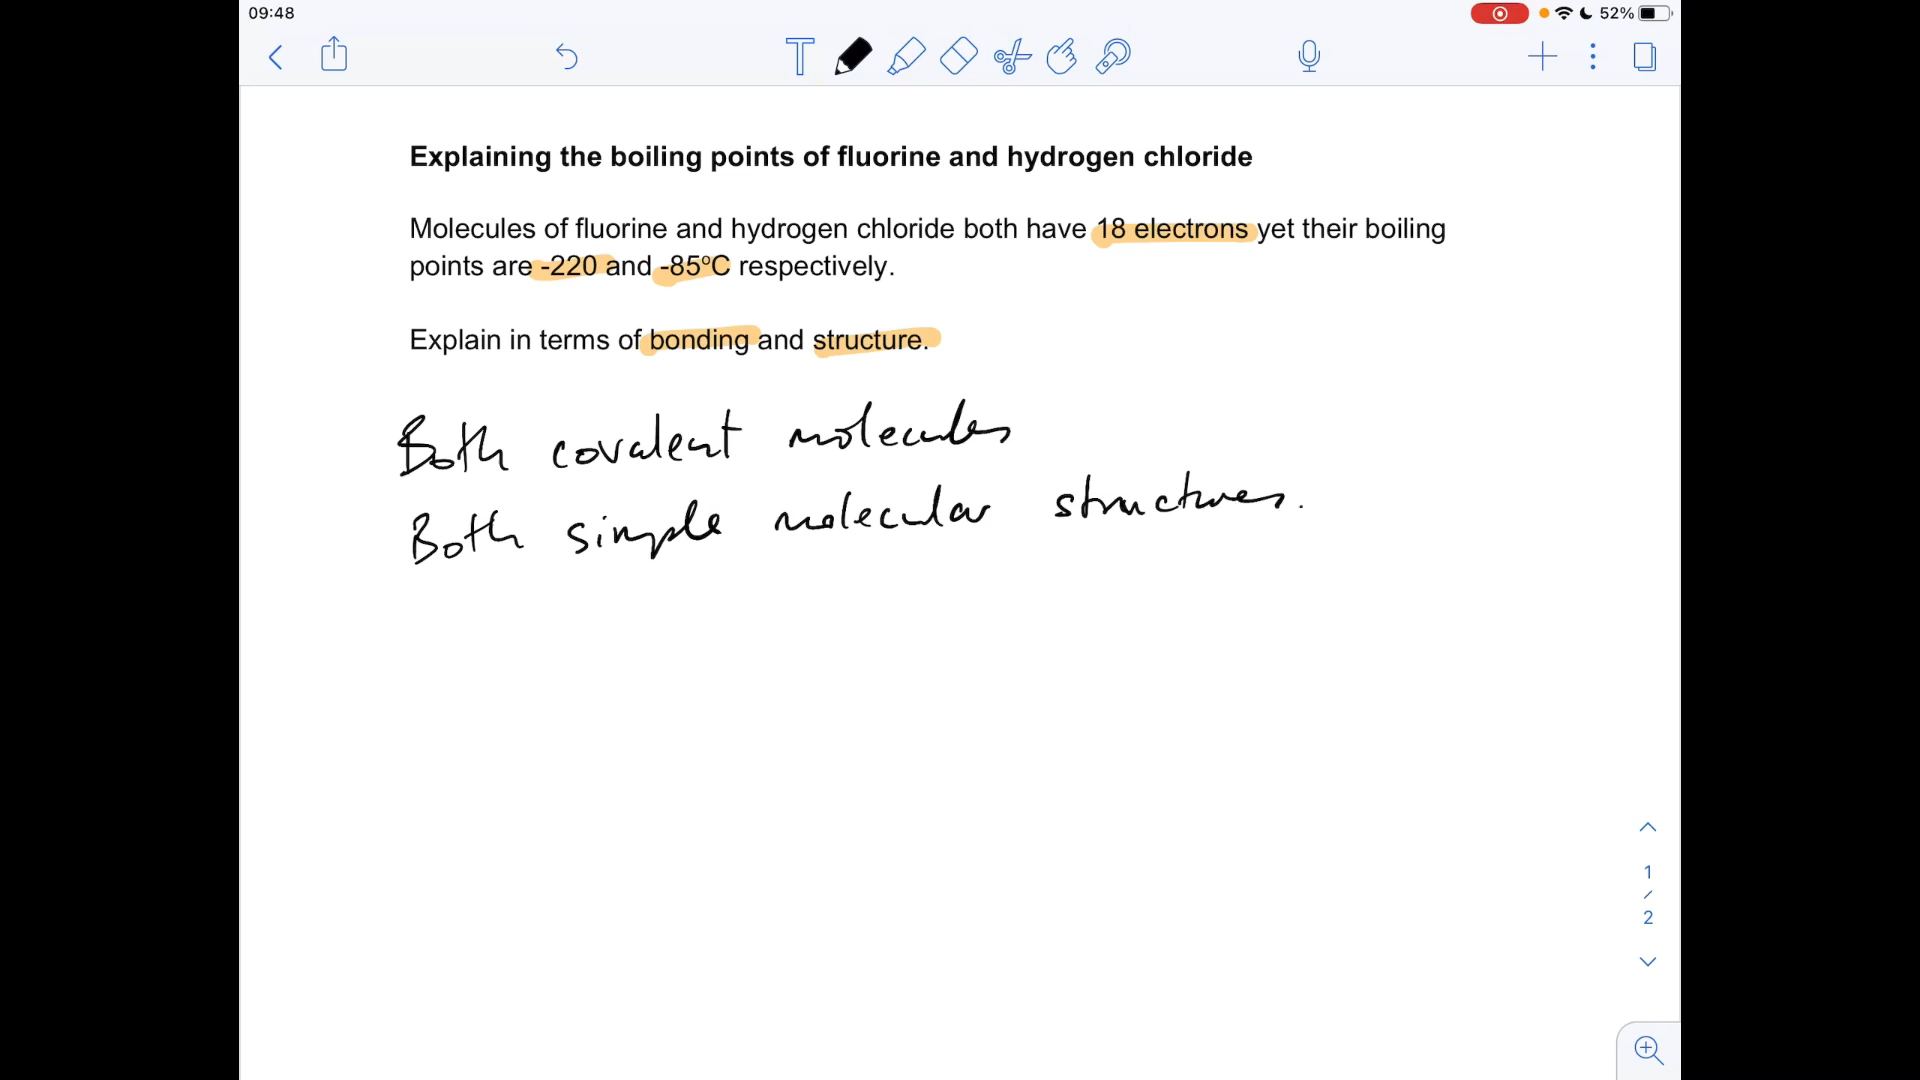 09:48
52%
T
Explaining the boiling points of fluorine and hydrogen chloride
Molecules of fluorine and hydrogen chloride both have 18 electrons yet their boiling
points are -220 and -85°C respectively.
Explain in terms of bonding and structure.
Both covalent molecules
Both simple molecular structures.
1
/
2